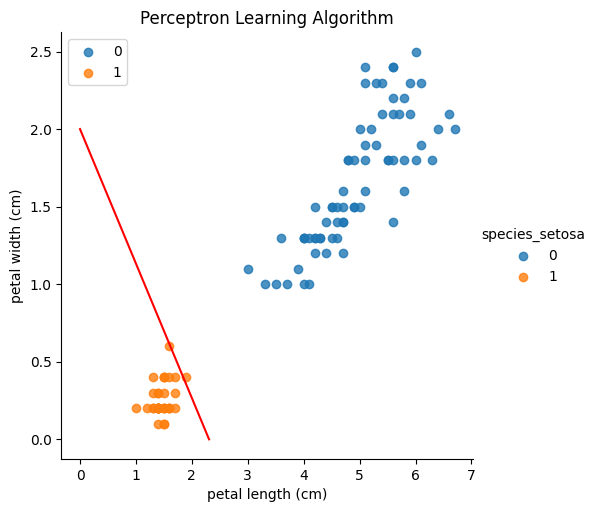 Perceptron Learning Algorithm
0
1
2.5
2.0
1.5
1.0
0.5
0.0
petal width (cm)
0 1 2 3 4 5 6 7
petal length (cm)
species_setosa
0
1